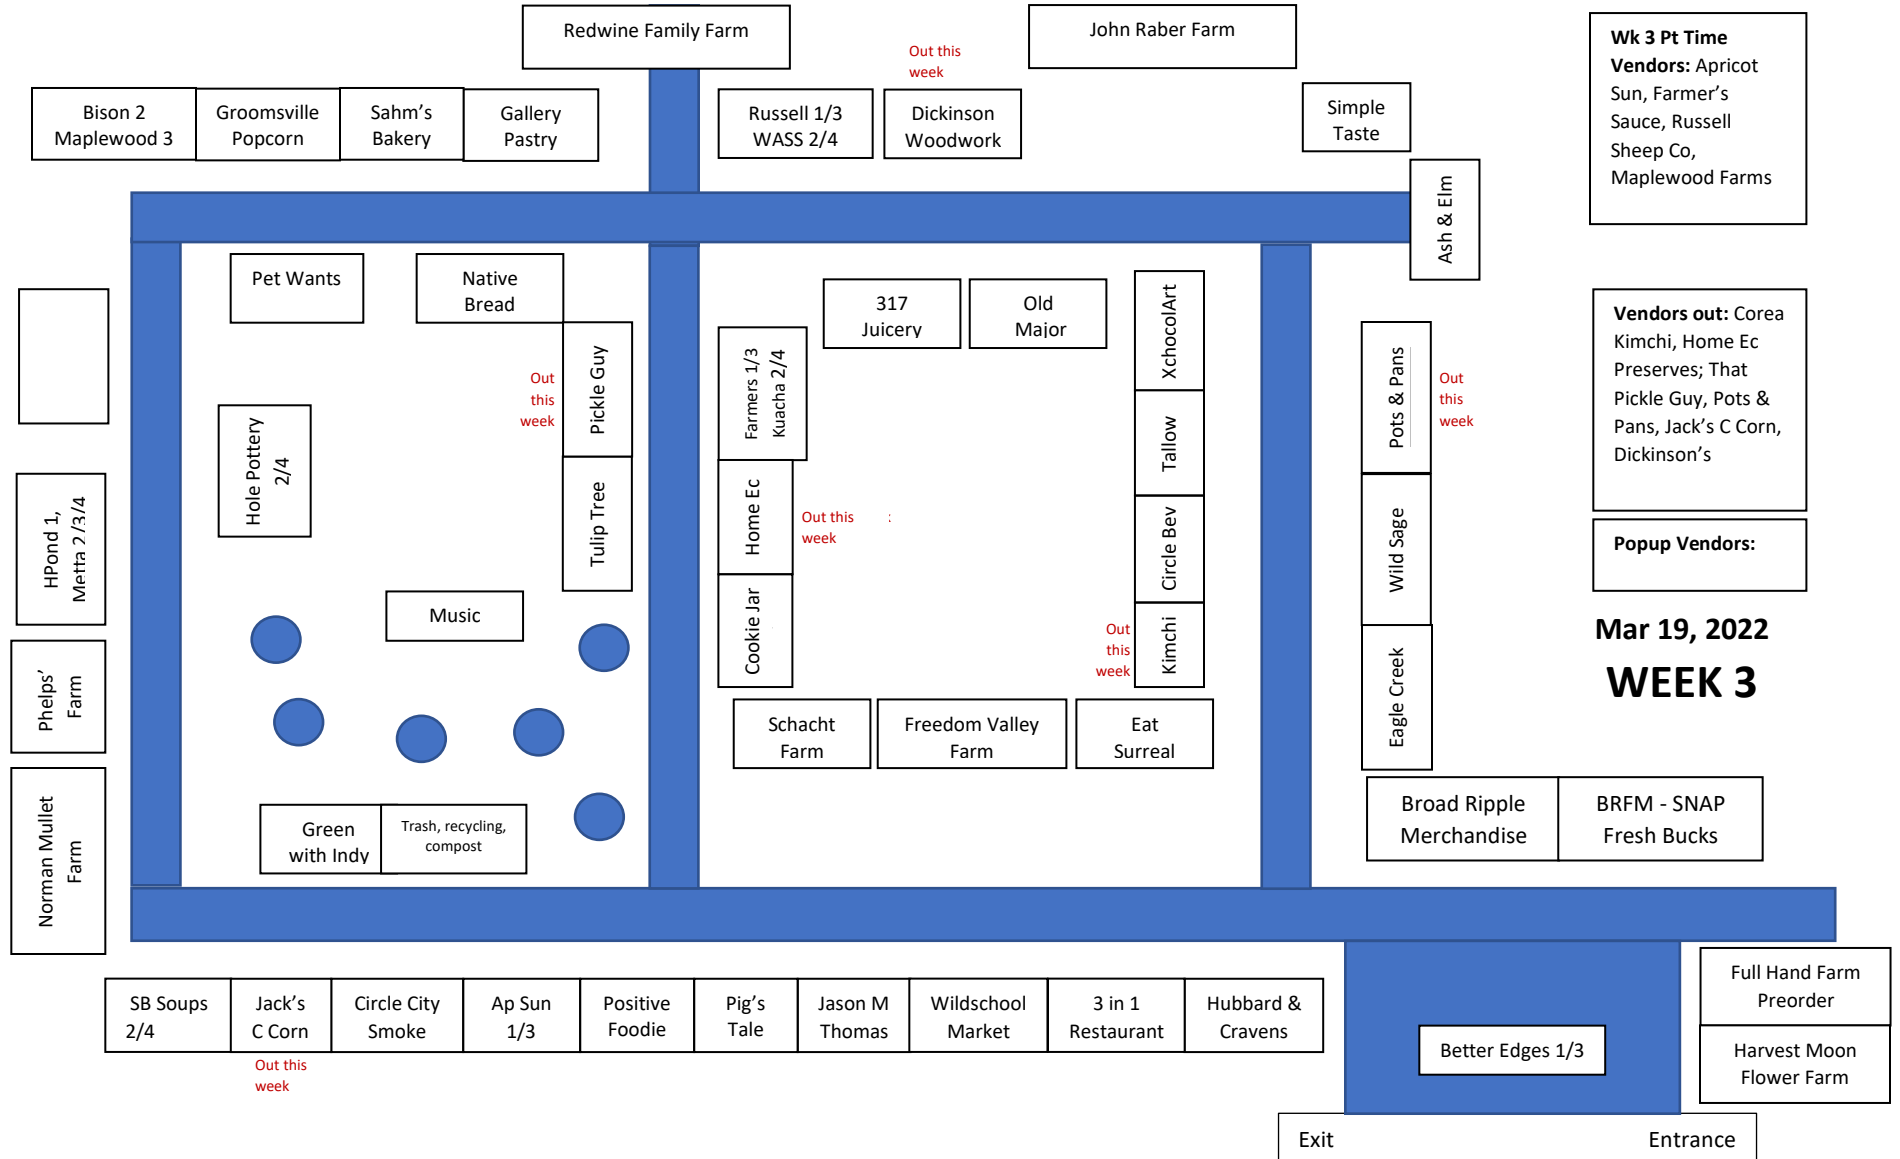 Redwine Family Farm
John Raber Farm
Out this
week
Wk 3 Pt Time
Vendors: Apricot
Sun, Farmer's
Sauce, Russell
Sheep Co,
Maplewood Farms
Bison 2
Maplewood 3
Groomsville
Popcorn
Sahm's
Bakery
Gallery
Pastry
Russell 1/3
WASS 2/4
Dickinson
Woodwork
Simple
Taste
Ash & Elm
Pet Wants
Native
Bread
317
Juicery
Old
Major
XchocolArt
Vendors out: Corea
Kimchi, Home Ec
Preserves; That
Pickle Guy, Pots &
Pans, Jack's C Corn,
Dickinson's
Out
this
week
Pickle Guy
Farmers 1/3
Kuacha 2/4
Pots & Pans
Out
this
week
Hole Pottery
2/4
Tallow
HPond 1,
Metta 2/3/4
Tulip Tree
Home Ec
Out this
week
Circle Bev
Wild Sage
Popup Vendors:
Music
Cookie Jar
Out
this
week
Kimchi
Mar 19, 2022
WEEK 3
Phelps'
Farm
Eagle Creek
Schacht
Farm
Freedom Valley
Farm
Eat
Surreal
Norman Mullet
Farm
Green
with Indy
Trash, recycling,
compost
Broad Ripple
Merchandise
BRFM - SNAP
Fresh Bucks
SB Soups
2/4
Jack's
C Corn
Out this
week
Circle City
Smoke
Ap Sun
1/3
Positive
Foodie
Pig's
Tale
Jason M
Thomas
Wildschool
Market
3 in 1
Restaurant
Hubbard &
Cravens
Better Edges 1/3
Full Hand Farm
Preorder
Harvest Moon
Flower Farm
Exit
Entrance